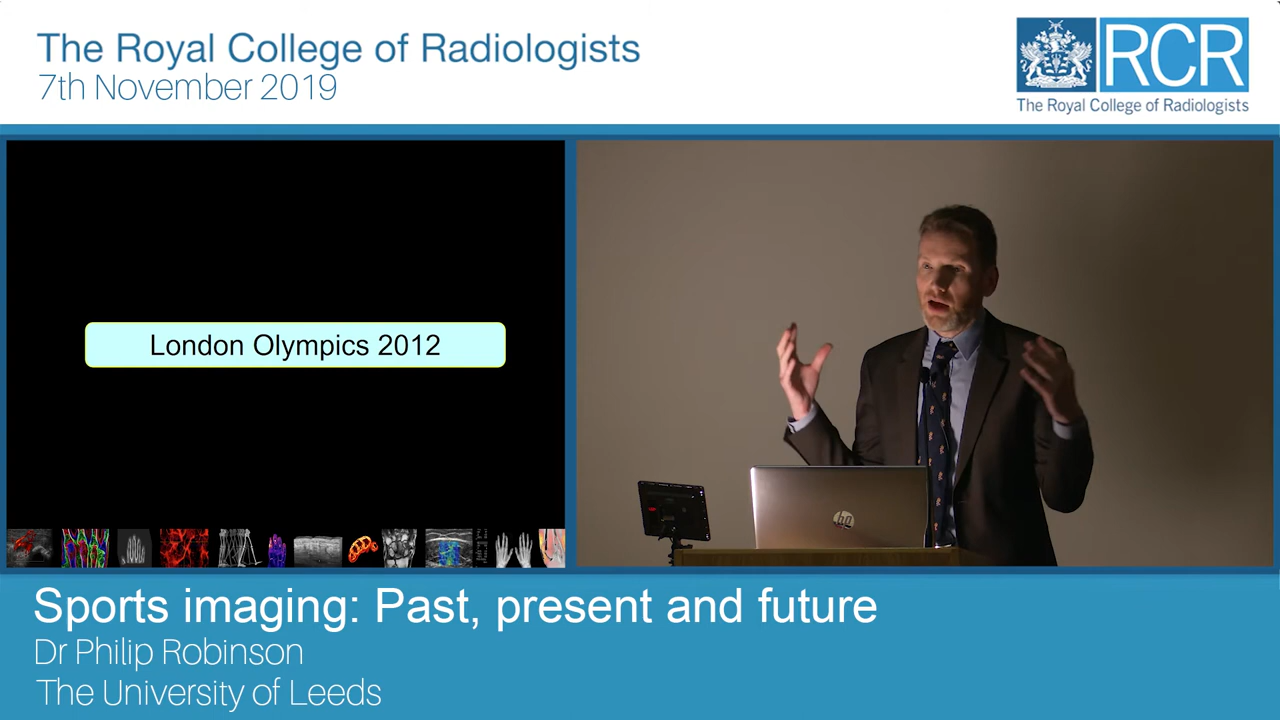 The Royal College of Radiologists
7th November 2019
RCR
The Royal College of Radiologists
London Olympics 2012
hp
Sports imaging: Past, present and future
Dr Philip Robinson
The University of Leeds